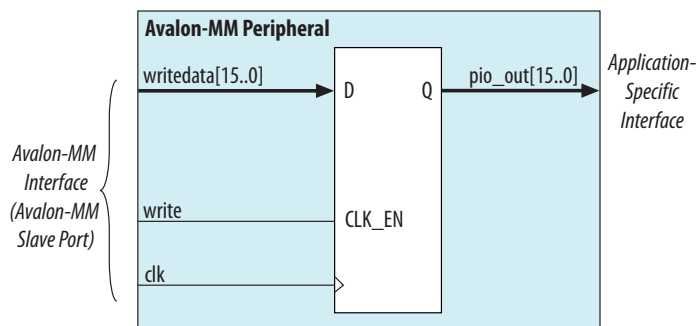 Avalon-MM Peripheral
writedata[15..0]
pio_out[15..0]
D
Q
Application-
Specific
Interface
Avalon-MM
Interface
(Avalon-MM
Slave Port)
write
CLK_EN
clk